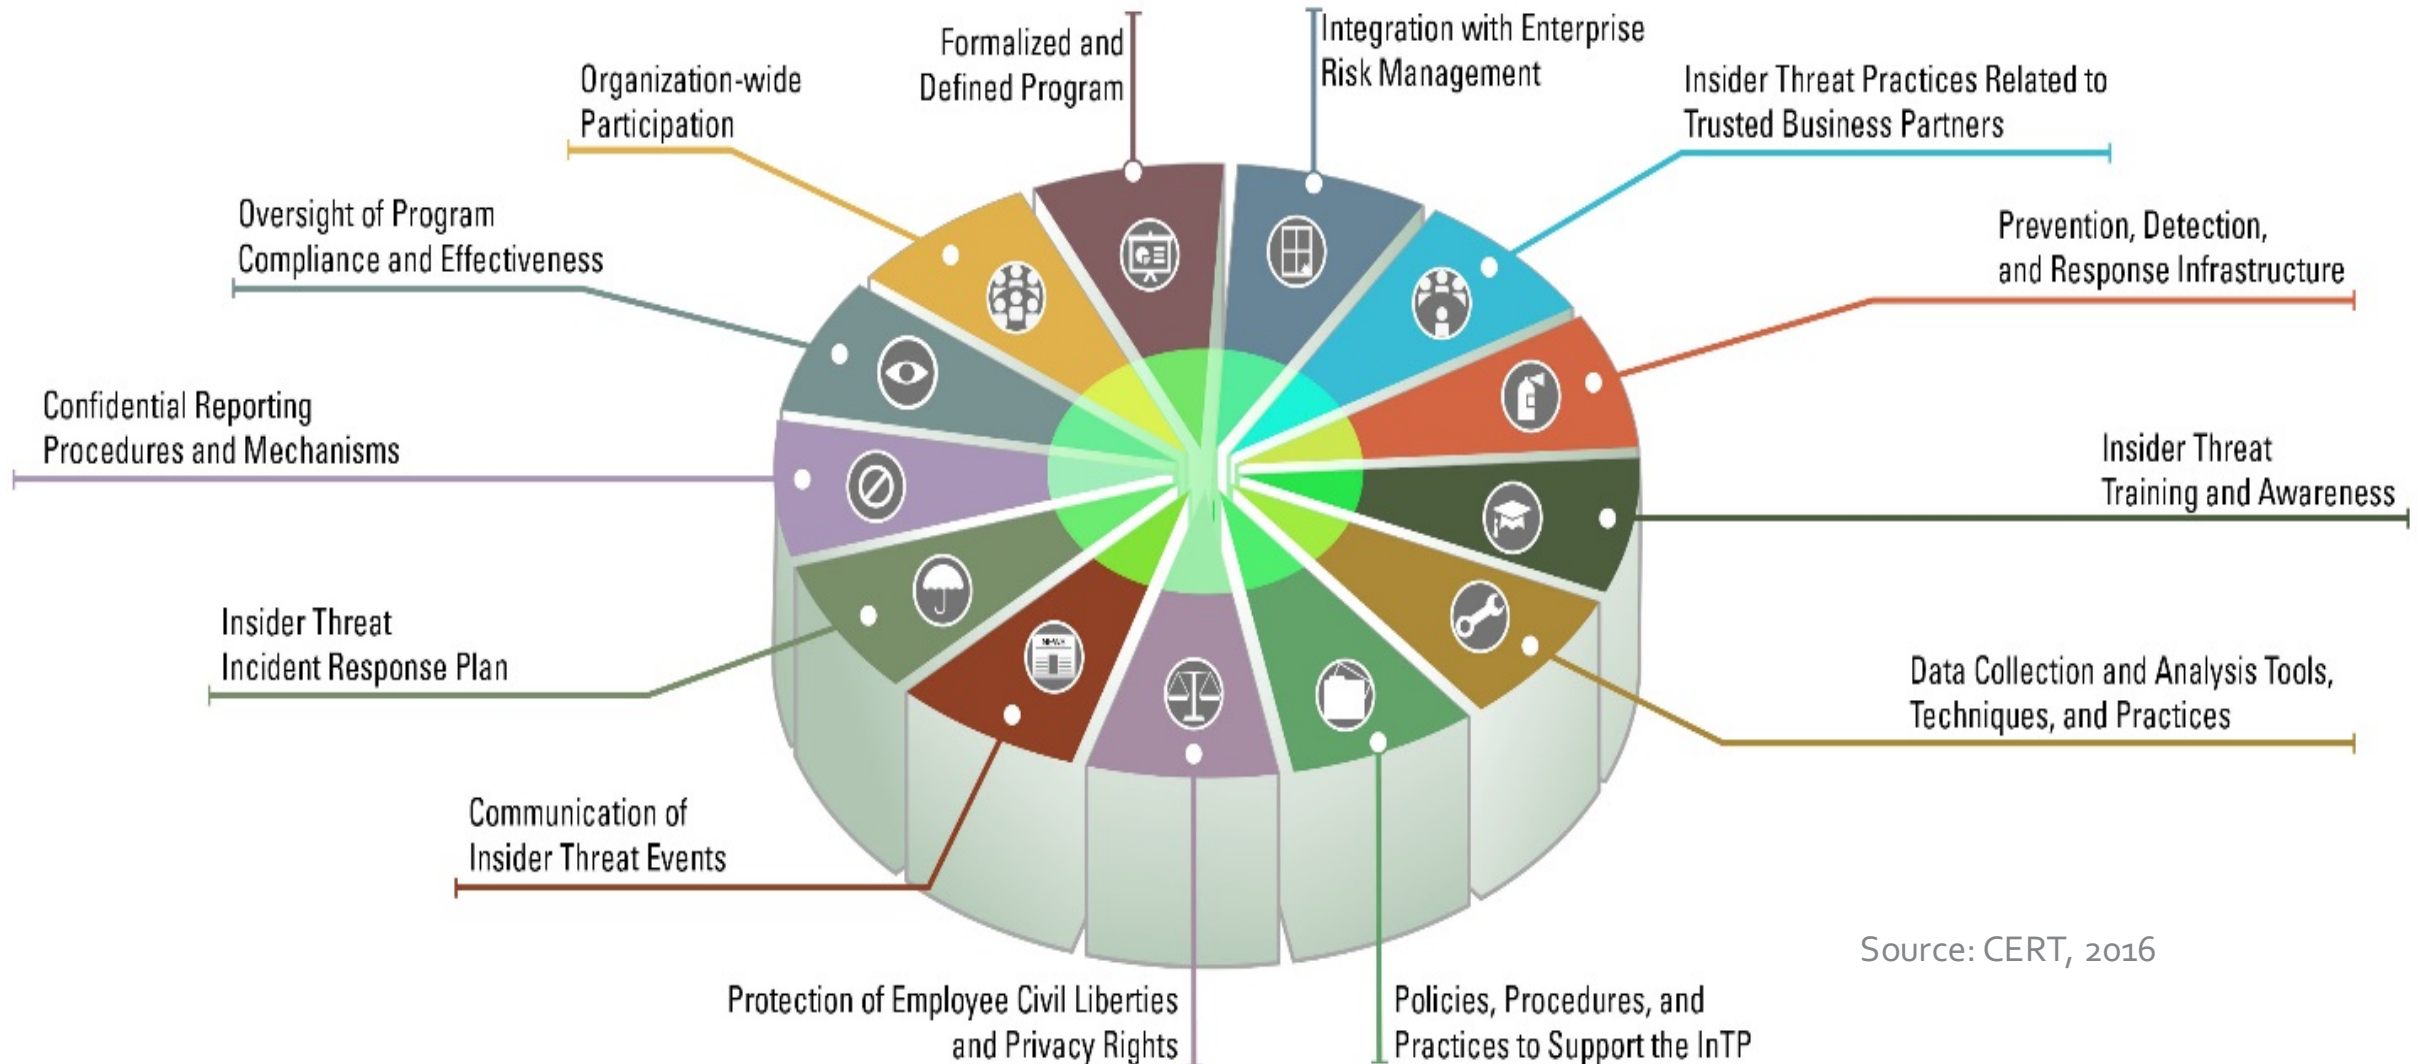 Formalized and
Defined Program
Integration with Enterprise
Risk Management
Insider Threat Practices Related to
Trusted Business Partners
Prevention, Detection,
and Response Infrastructure
Insider Threat
Training and Awareness
Data Collection and Analysis Tools,
Techniques, and Practices
Policies, Procedures, and
Practices to Support the InTP
Protection of Employee Civil Liberties
and Privacy Rights
Communication of
Insider Threat Events
Insider Threat
Incident Response Plan
Confidential Reporting
Procedures and Mechanisms
Oversight of Program
Compliance and Effectiveness
Organization-wide
Participation
NEWS
Source: CERT, 2016